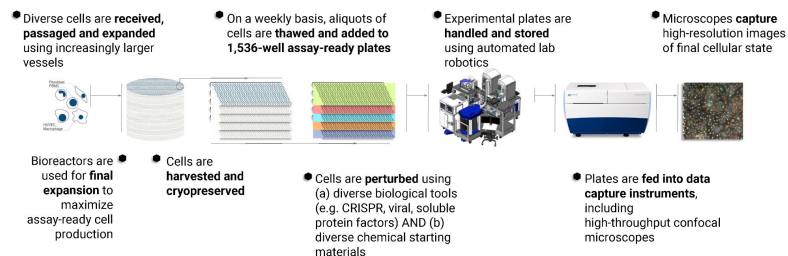 Diverse cells are received,
passaged and expanded
using increasingly larger
vessels
On a weekly basis, aliquots of
cells are thawed and added to
1,536-well assay-ready plates
Experimental plates are
handled and stored
using automated lab
robotics
Microscopes capture
high-resolution images
of final cellular state
Fibroblast
PBMC
HUVEC
Macrophage
Bioreactors are
used for final
expansion to
maximize
assay-ready cell
production
Cells are
harvested and
cryopreserved
Cells are perturbed using
(a) diverse biological tools
(e.g. CRISPR, viral, soluble
protein factors) AND (b)
diverse chemical starting
materials
Plates are fed into data
capture instruments,
including
high-throughput confocal
microscopes